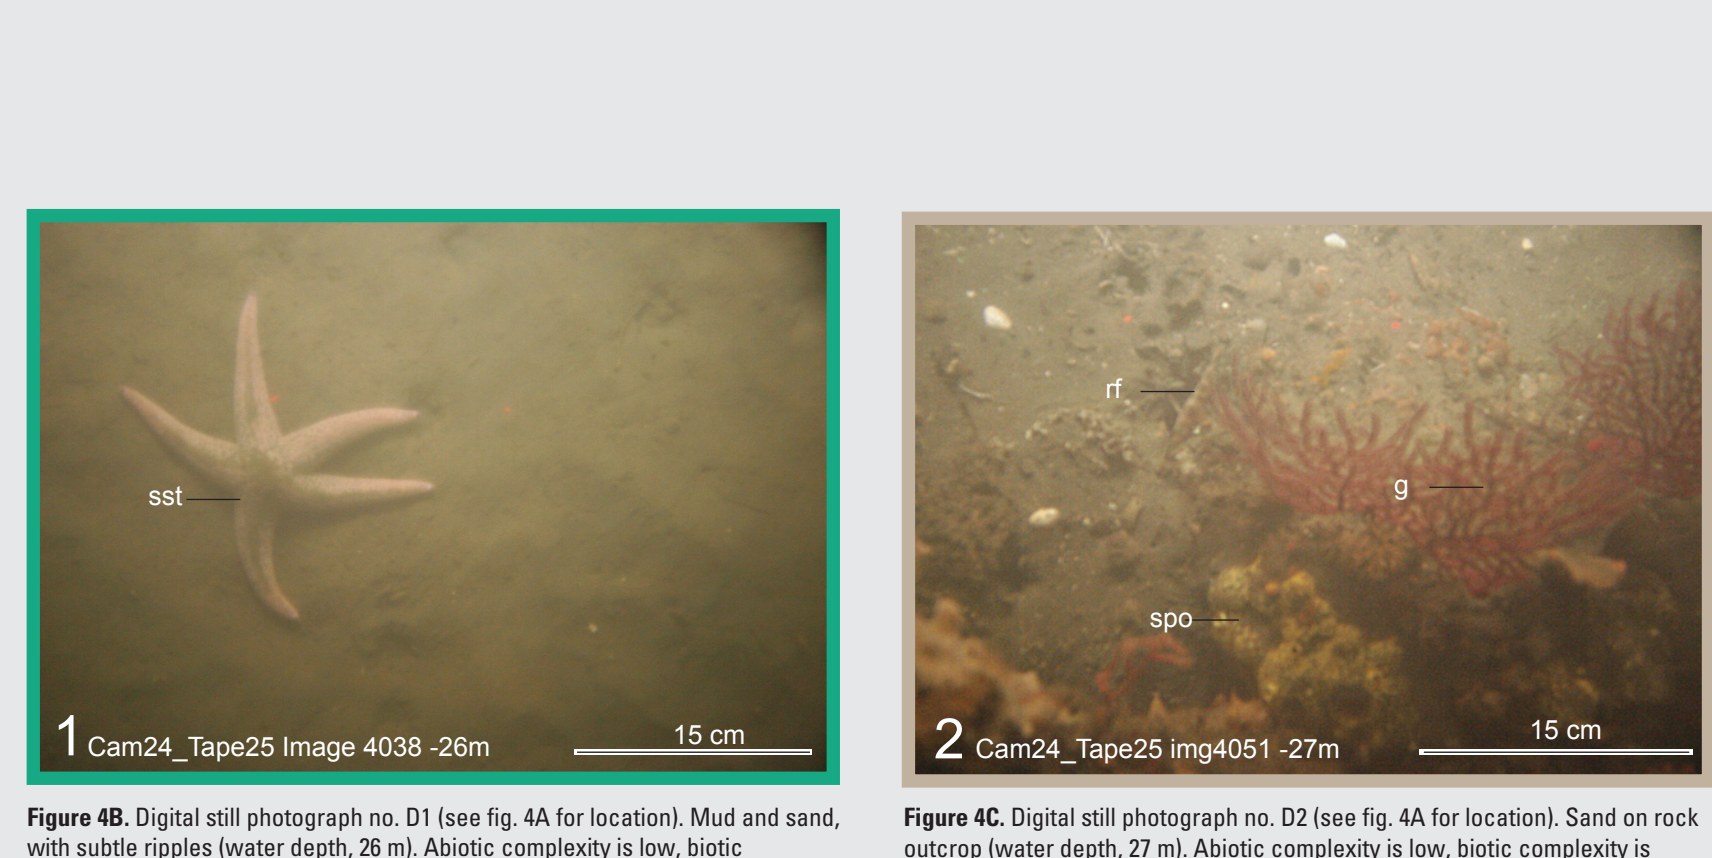 sst
1 Cam24_Tape25 Image 4038 -26m
15 cm
Figure 4B. Digital still photograph no. D1 (see fig. 4A for location). Mud and sand,
with subtle ripples (water depth, 26 m). Abiotic complexity is low, biotic
rf
g
spo
2 Cam24_Tape25 img4051 -27m
15 cm
Figure 4C. Digital still photograph no. D2 (see fig. 4A for location). Sand on rock
outcrop (water depth, 27 m). Abiotic complexity is low, biotic complexity is